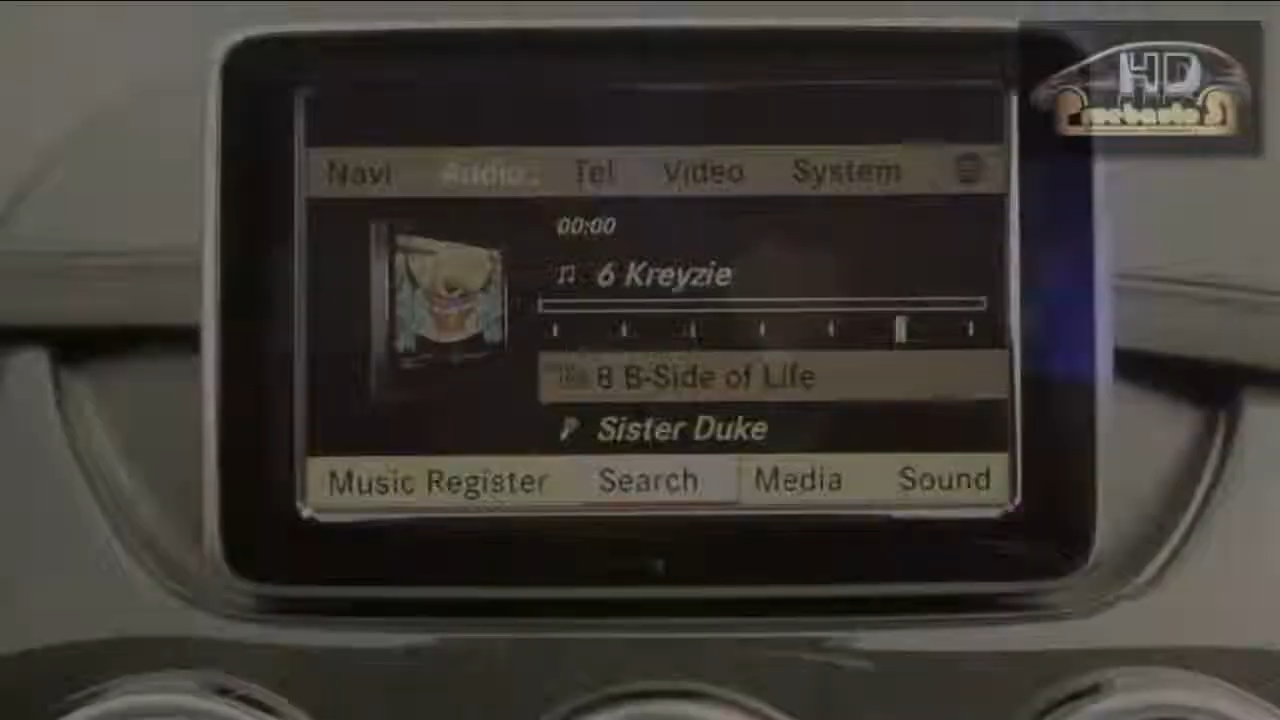 HD
Navi Audio Tel Video System
00:00
6 Kreyzie
8 B-Side of Life
Sister Duke
Music Register Search Media Sound